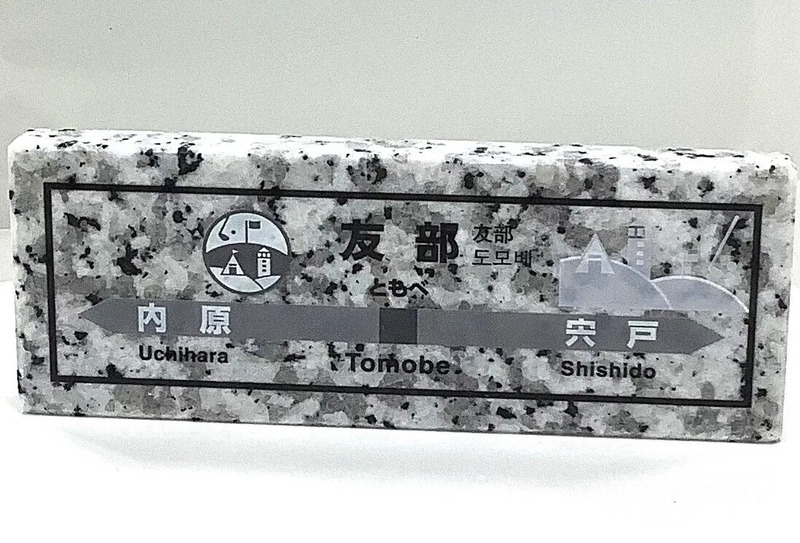 友部 友部
도모베
ともべ
内原 宍戸
Uchihara Tomobe Shishido